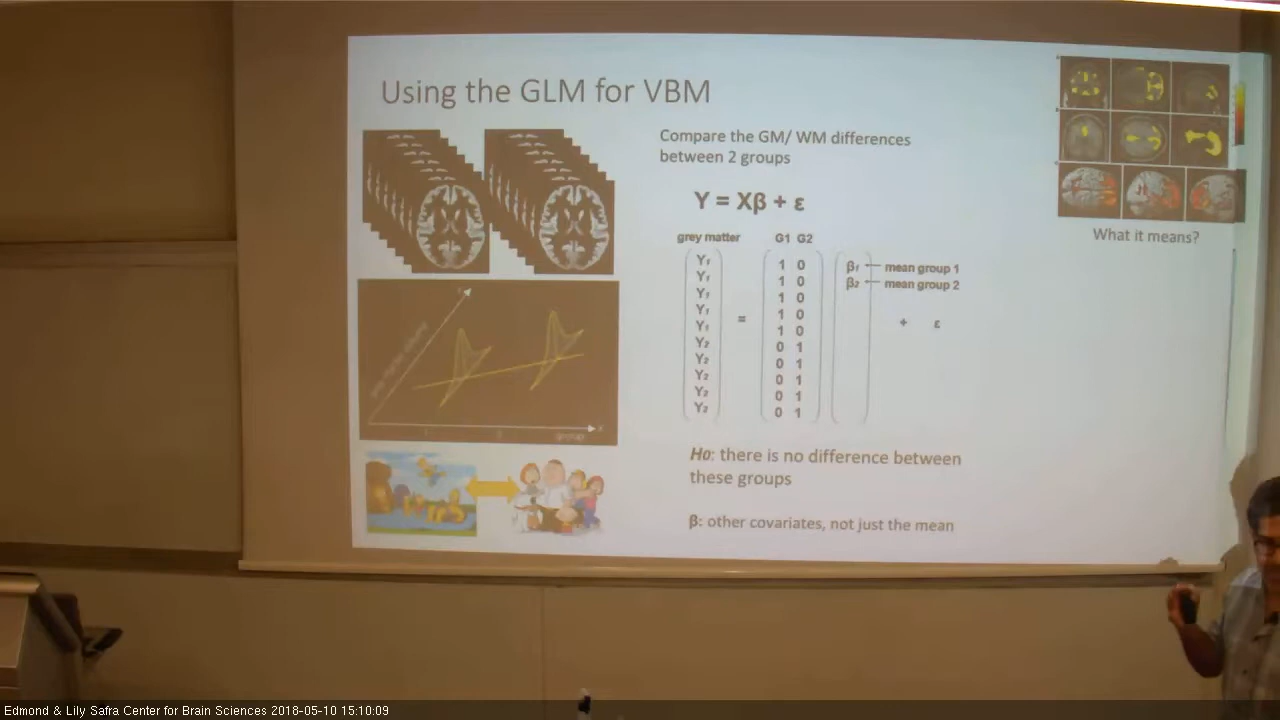 Using the GLM for VBM
Compare the GM/ WM differences
between 2 groups
Y = Xβ + ε
grey matter G1 G2
Y₁ 1 0 β₁ mean group 1
Y₁ 1 0 β₂ mean group 2
Y₁ 1 0
Y₁ 1 0
Y₁ = 1 0 + ε
Y₂ 0 1
Y₂ 0 1
Y₂ 0 1
Y₂ 0 1
Y₂ 0 1
What it means?
group
x
H₀: there is no difference between
these groups
β: other covariates, not just the mean
Edmond & Lily Safra Center for Brain Sciences 2018-05-10 15:10:09